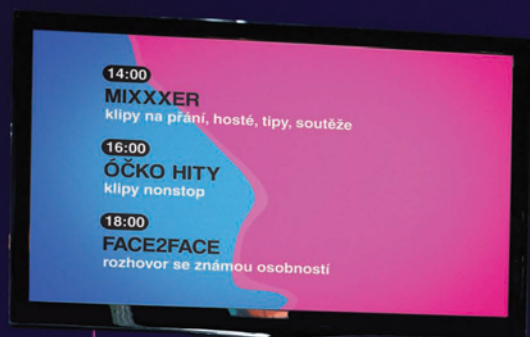 14:00
MIXXXER
klipy na přání, hosté, tipy, soutěže
16:00
ÓČKO HITY
klipy nonstop
18:00
FACE2FACE
rozhovor se známou osobností